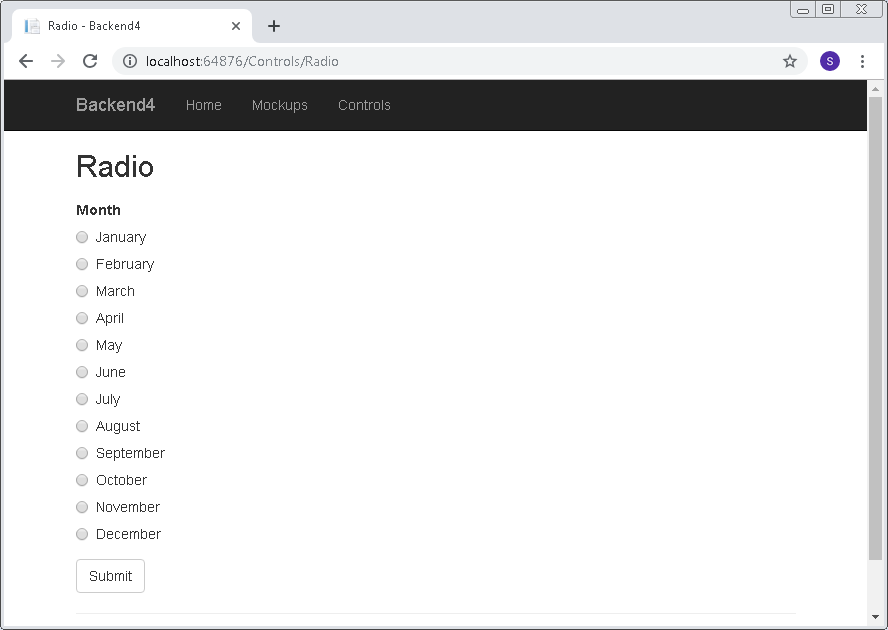 Radio - Backend4
localhost:64876/Controls/Radio
S
Backend4 Home Mockups Controls
Radio
Month
January
February
March
April
May
June
July
August
September
October
November
December
Submit